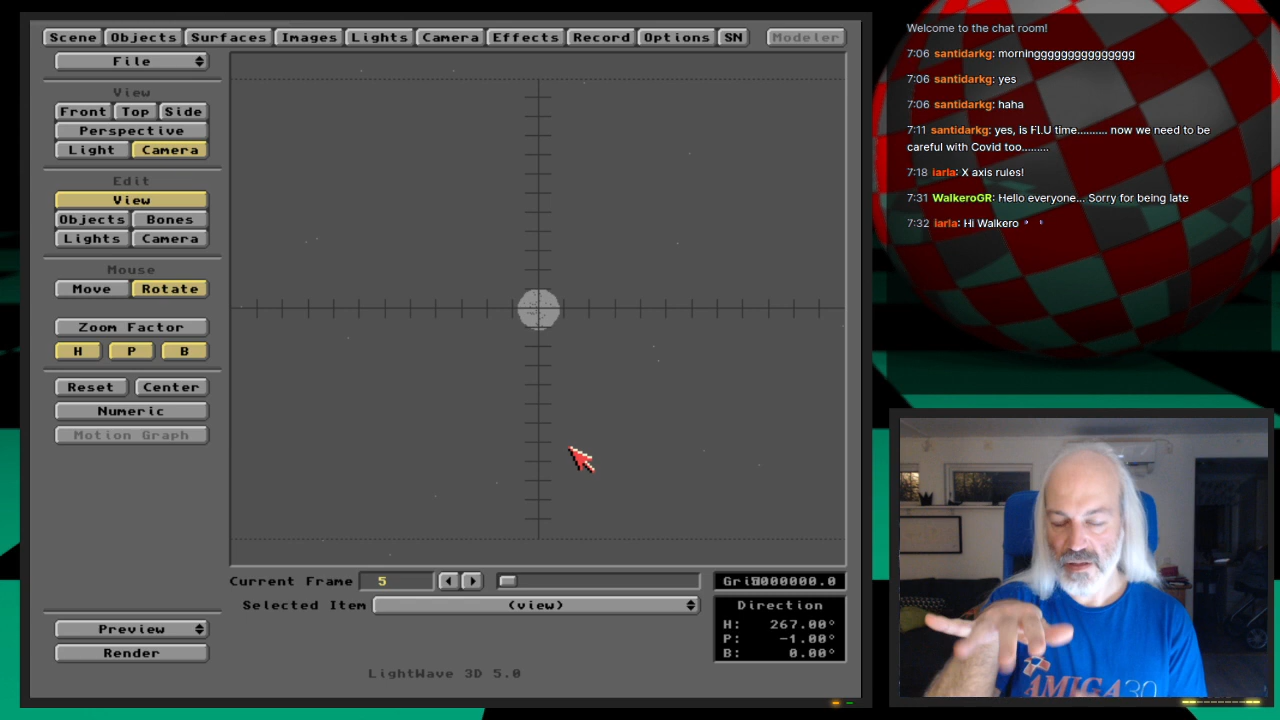 Scene Objects Surfaces Images Lights Camera Effects Record Options SN Modeler
File
View
Front Top Side
Perspective
Light Camera
Edit
View
Objects Bones
Lights Camera
Mouse
Move Rotate
Zoom Factor
H P B
Reset Center
Numeric
Motion Graph
Current Frame 5
Selected Item (view)
Preview
Render
LightWave 3D 5.0
Direction
H: 267.00°
P: -1.00°
B: 0.00°
Welcome to the chat room!
7:06 santidarkg: morninggggggggggggggg
7:06 santidarkg: yes
7:06 santidarkg: haha
7:11 santidarkg: yes, is FLU time.......... now we need to be
careful with Covid too.........
7:18 iarla: X axis rules!
7:31 WalkeroGR: Hello everyone... Sorry for being late
7:32 iarla: Hi Walkero
AMIGA30